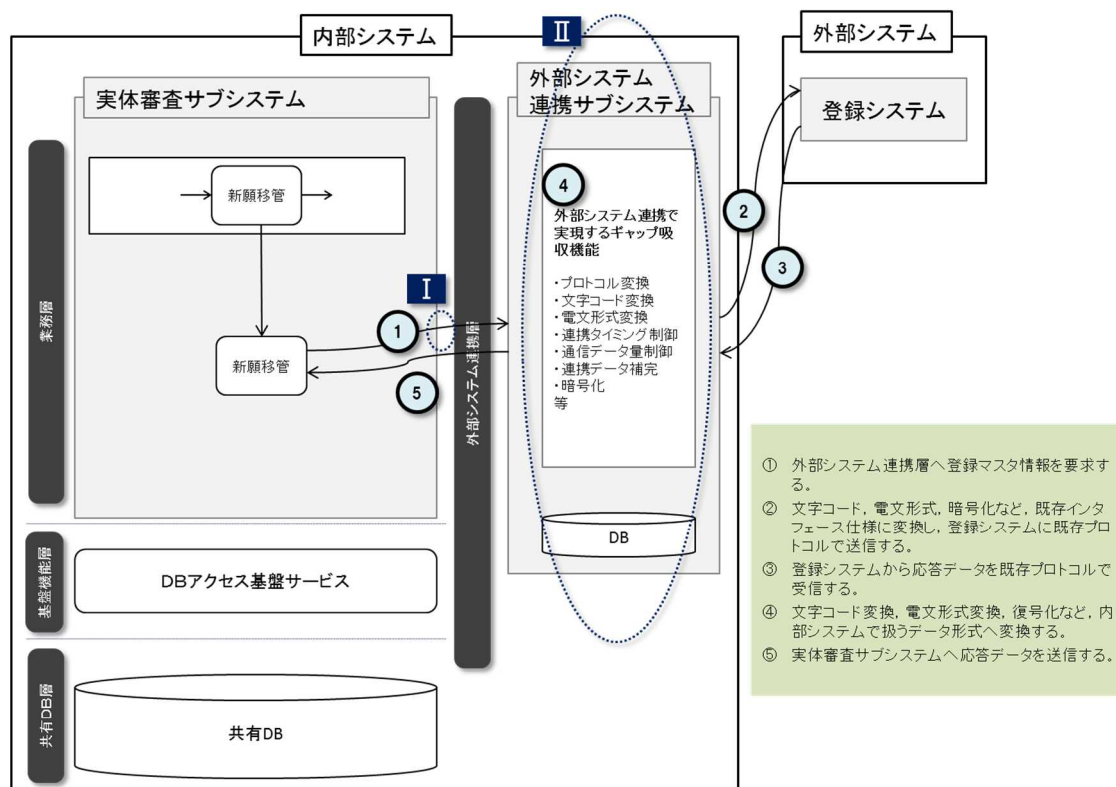 内部システム
Ⅱ
外部システム
実体審査サブシステム
外部システム
連携サブシステム
登録システム
業務層
新願移管
外部システム連携層
④
外部システム連携で
実現するギャップ吸
収機能
・プロトコル変換
・文字コード変換
・電文形式変換
・連携タイミング制御
・通信データ量制御
・連携データ補完
・暗号化
等
②
③
Ⅰ
①
新願移管
⑤
DB
基盤機能層
DBアクセス基盤サービス
共有DB層
共有DB
① 外部システム連携層へ登録マスタ情報を要求す
る。
② 文字コード，電文形式，暗号化など，既存インタ
フェース仕様に変換し，登録システムに既存プロ
トコルで送信する。
③ 登録システムから応答データを既存プロトコルで
受信する。
④ 文字コード変換，電文形式変換，復号化など，内
部システムで扱うデータ形式へ変換する。
⑤ 実体審査サブシステムへ応答データを送信する。